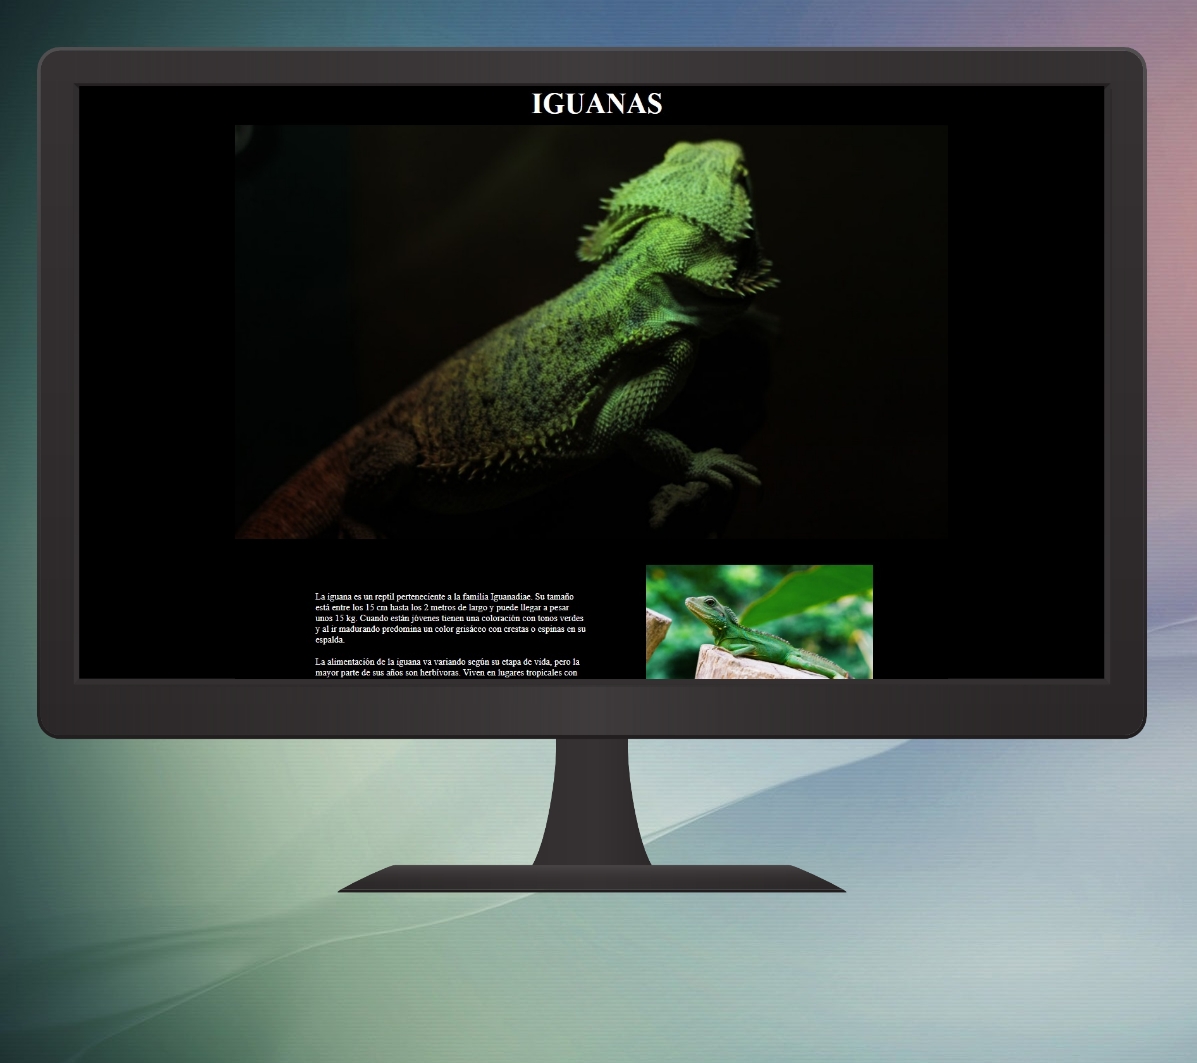 IGUANAS
La iguana es un reptil perteneciente a la familia Iguanadiae. Su tamaño
está entre los 15 cm hasta los 2 metros de largo y puede llegar a pesar
unos 15 kg. Cuando están jóvenes tienen una coloración con tonos verdes
y al ir madurando predomina un color grisáceo con crestas o espinas en su
espalda.
La alimentación de la iguana va variando según su etapa de vida, pero la
mayor parte de sus años son herbívoras. Viven en lugares tropicales con